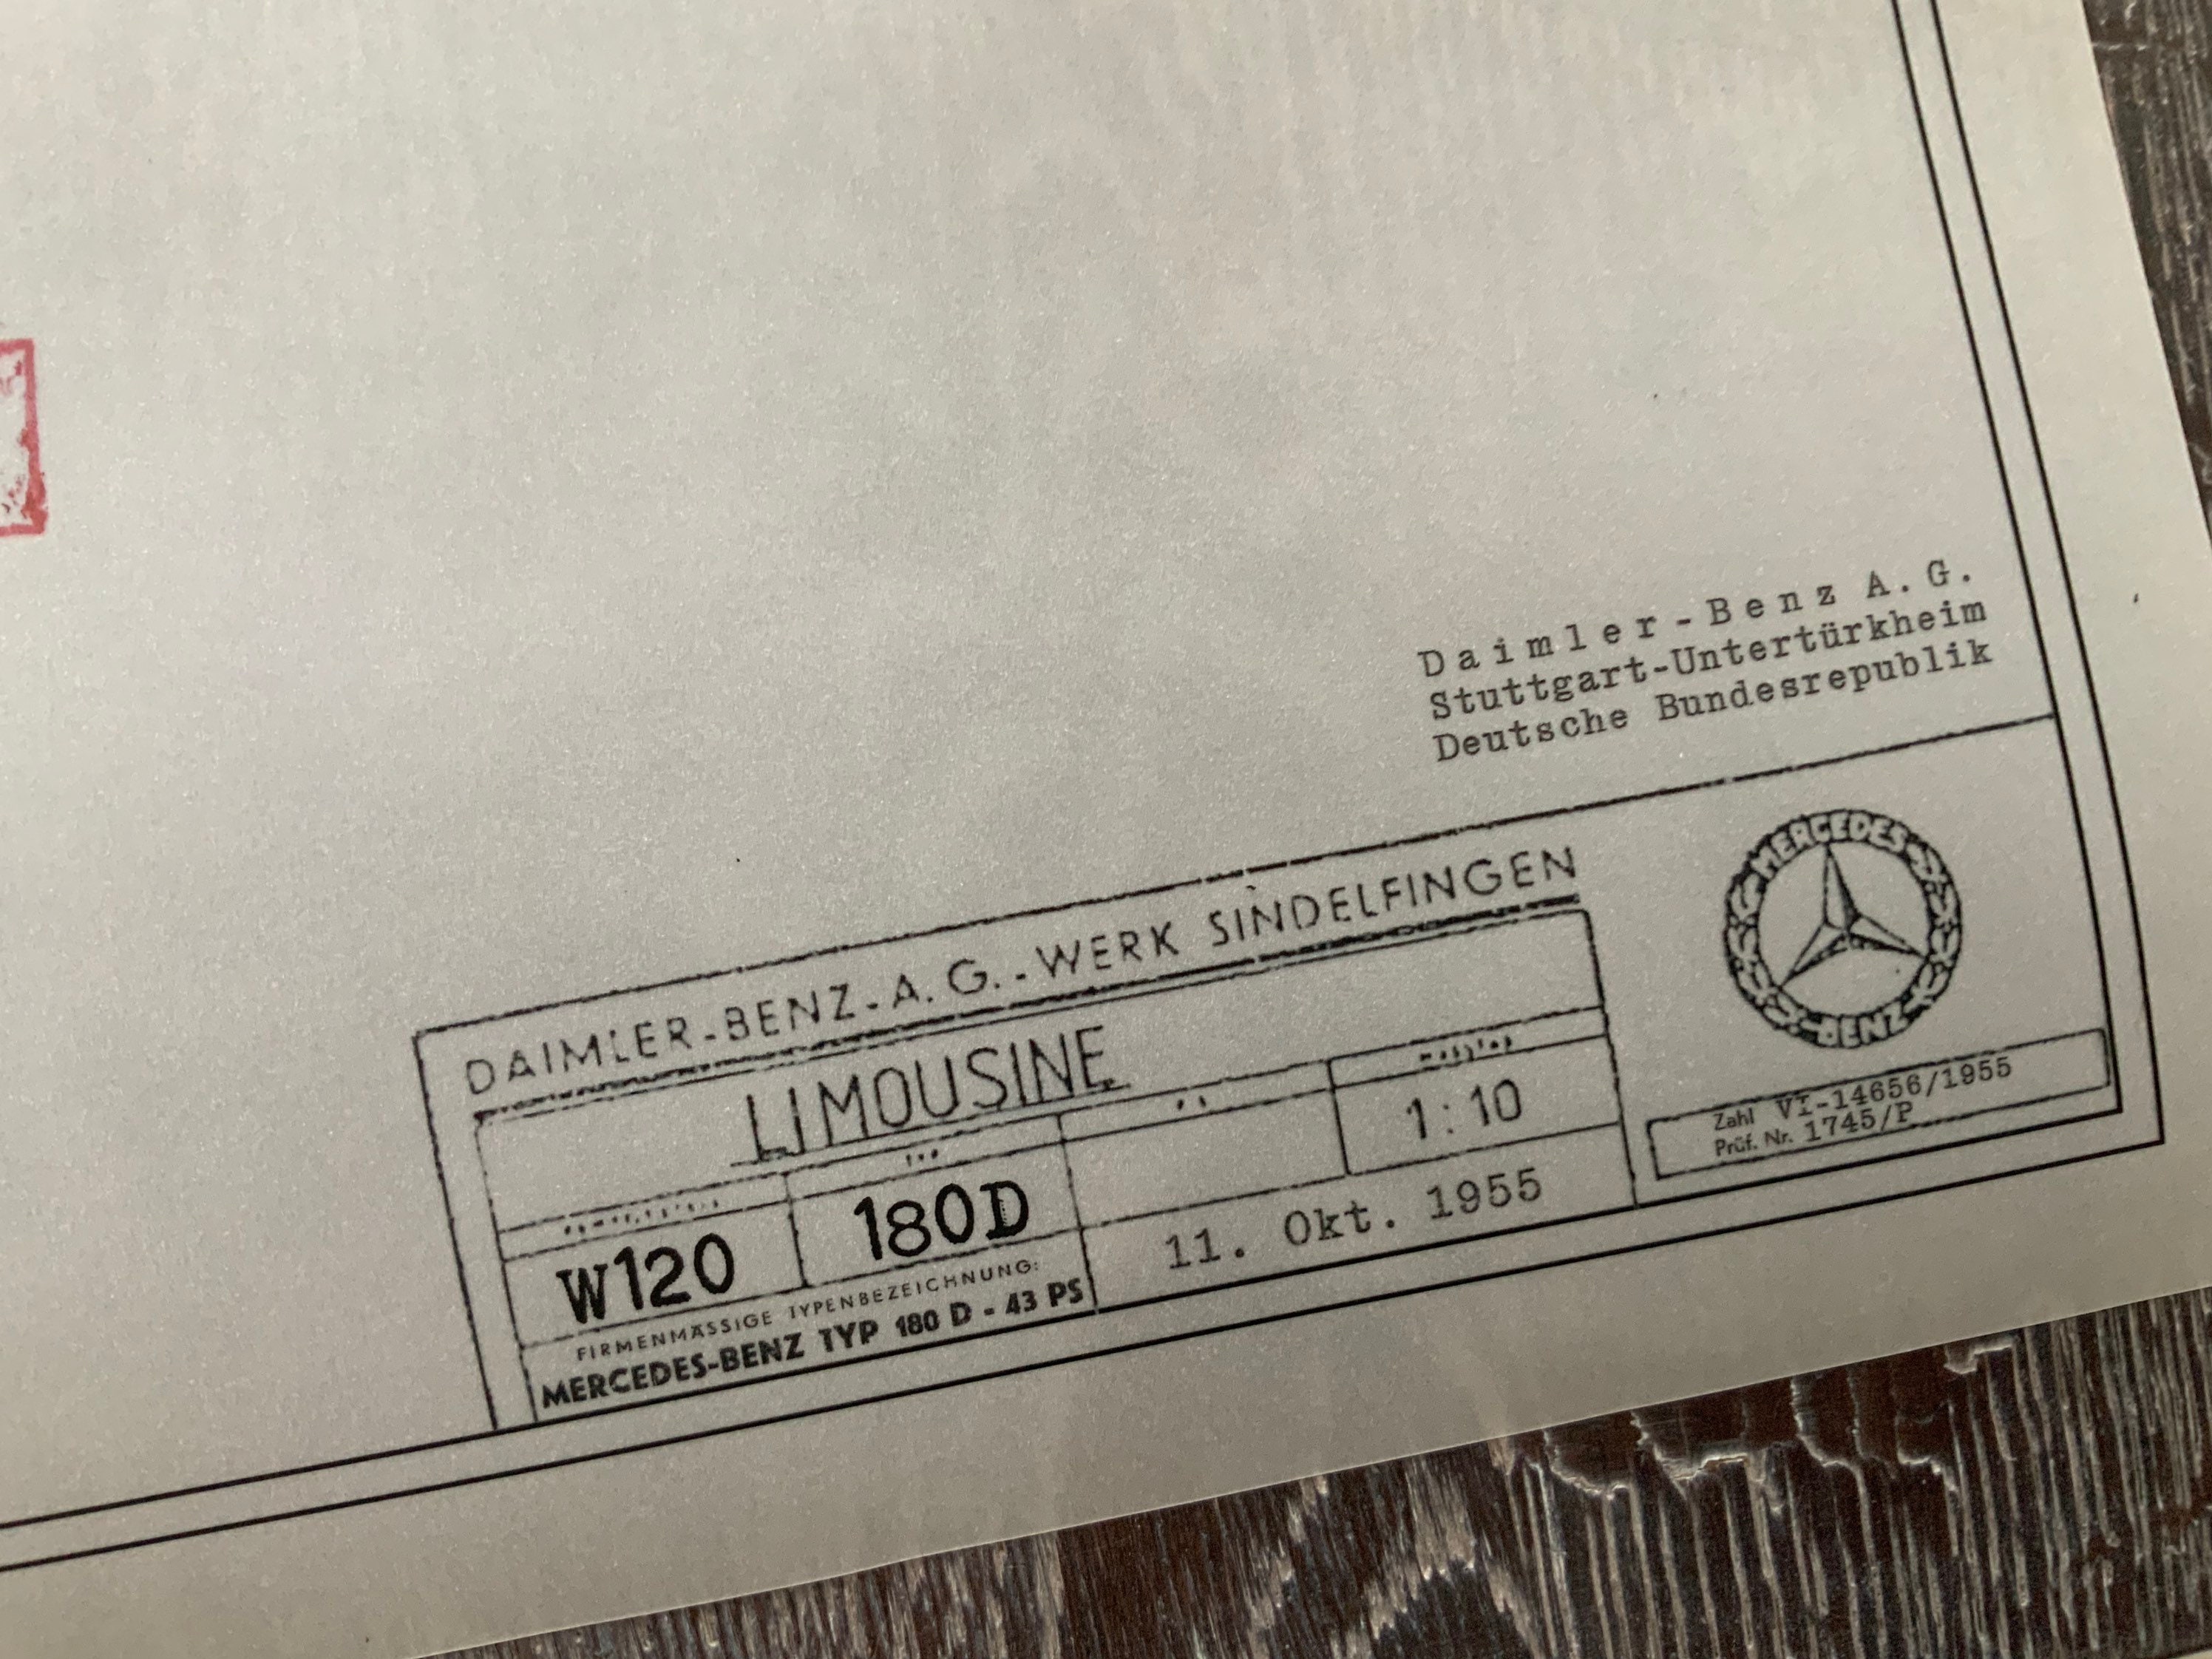 Daimler-Benz A.G.
Stuttgart-Untertürkheim
Deutsche Bundesrepublik
DAIMLER-BENZ-A.G.-WERK SINDELFINGEN
LIMOUSINE
1:10
W120
180D
FIRMENMÄSSIGE TYPENBEZEICHNUNG:
MERCEDES-BENZ TYP 180 D - 43 PS
11. Okt. 1955
MERCEDES
BENZ
Zahl VI-14656/1955
Prüf. Nr. 1745/P